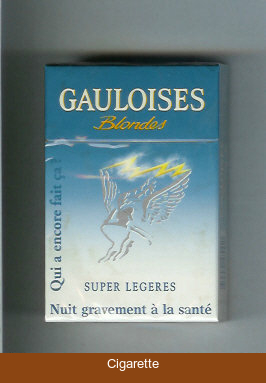 GAULOISES
Blondes
Qui a encore fait ça ?
SUPER LEGERES
Nuit gravement à la santé
Cigarette